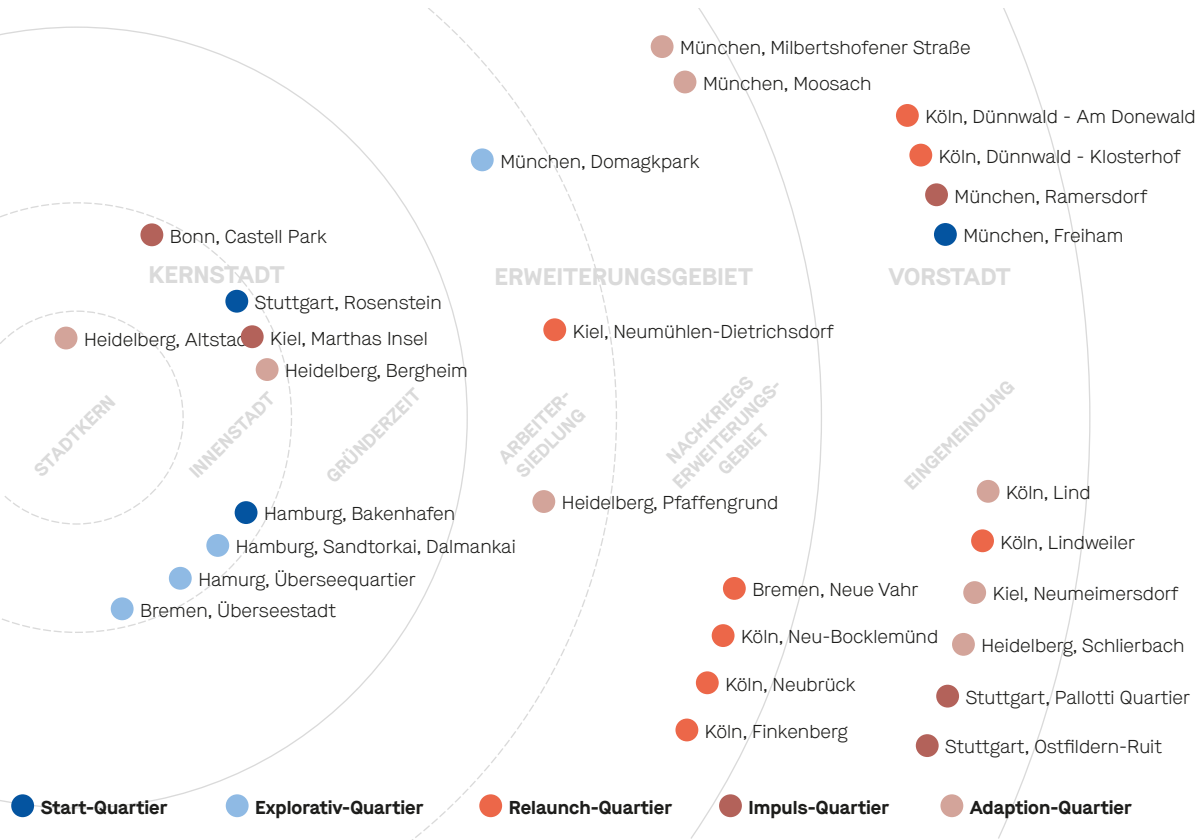 München, Milbertshofener Straße
München, Moosach
Köln, Dünnwald - Am Donewald
Köln, Dünnwald - Klosterhof
München, Domagkpark
München, Ramersdorf
Bonn, Castell Park
München, Freiham
KERNSTADT
ERWEITERUNGSGEBIET
VORSTADT
Stuttgart, Rosenstein
Kiel, Neumühlen-Dietrichsdorf
Heidelberg, Altstad
Kiel, Marthas Insel
Heidelberg, Bergheim
STADTKERN
INNENSTADT
GRÜNDERZEIT
ARBEITER-
SIEDLUNG
NACHKRIEGS
ERWEITERUNGS-
GEBIET
EINGEMEINDUNG
Köln, Lind
Heidelberg, Pfaffengrund
Hamburg, Bakenhafen
Köln, Lindweiler
Hamburg, Sandtorkai, Dalmankai
Hamurg, Überseequartier
Bremen, Neue Vahr
Kiel, Neumeimersdorf
Bremen, Überseestadt
Köln, Neu-Bocklemünd
Heidelberg, Schlierbach
Köln, Neubrück
Stuttgart, Pallotti Quartier
Köln, Finkenberg
Stuttgart, Ostfildern-Ruit
Start-Quartier
Explorativ-Quartier
Relaunch-Quartier
Impuls-Quartier
Adaption-Quartier